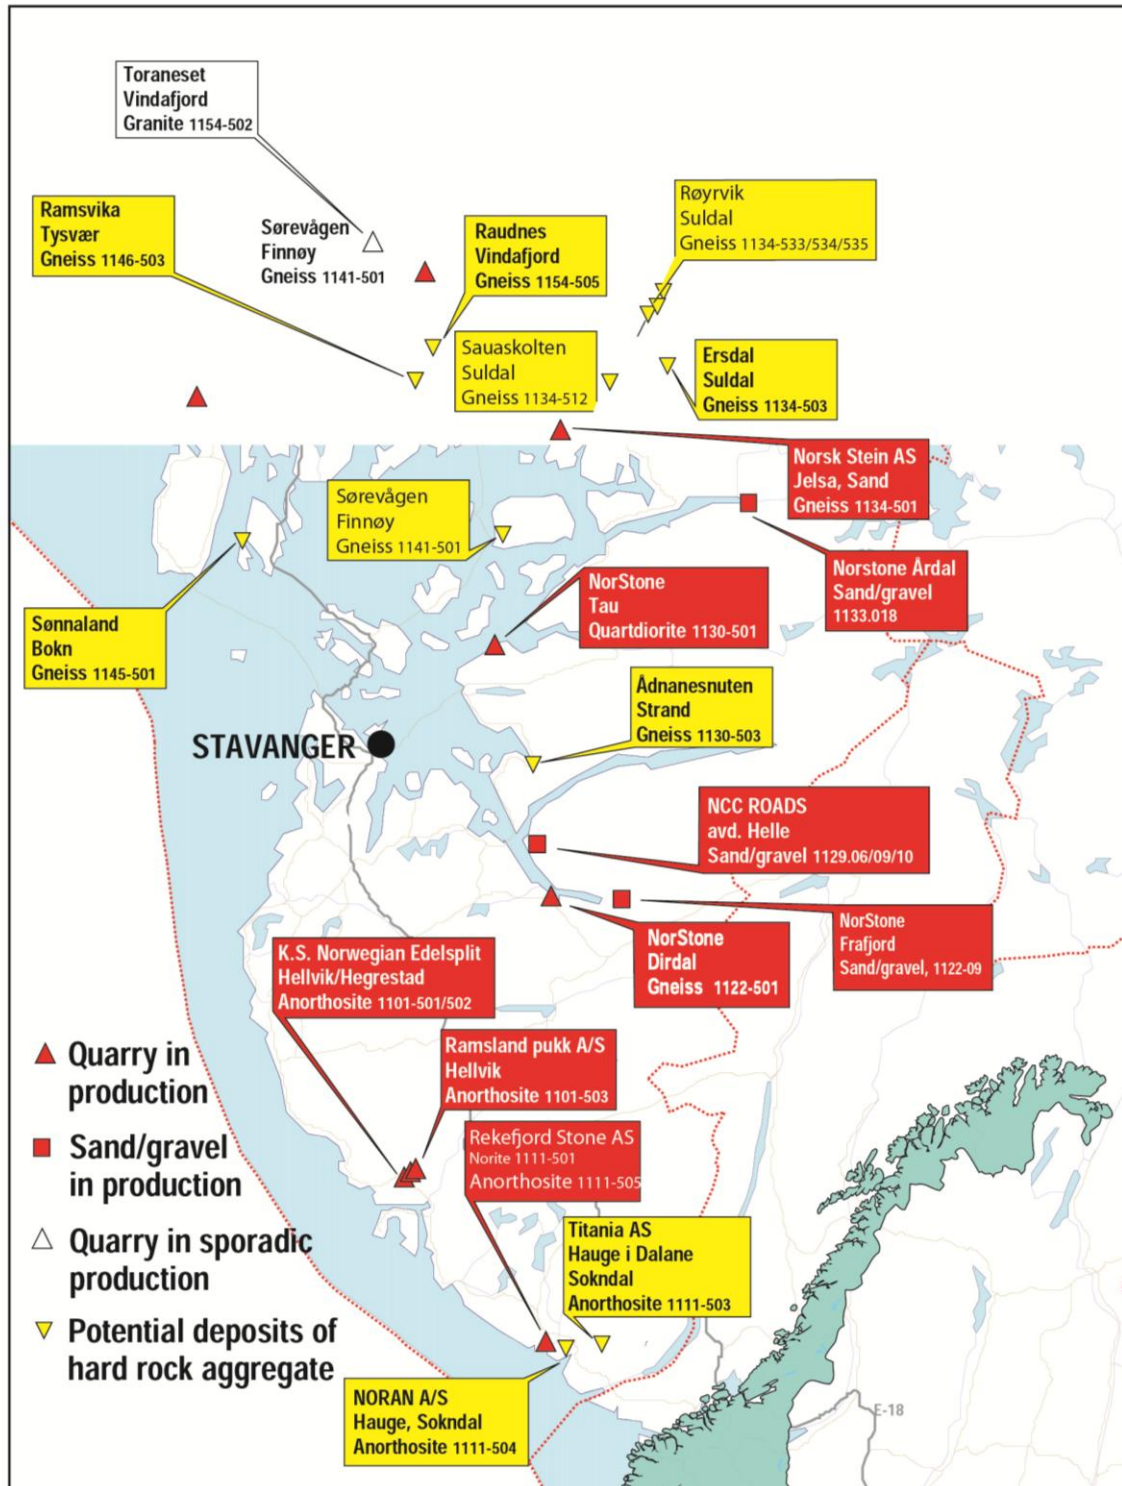 Toraneset
Vindafjord
Granite 1154-502
Ramsvika
Tysvær
Gneiss 1146-503
Sørevågen
Finnøy
Gneiss 1141-501
Raudnes
Vindafjord
Gneiss 1154-505
Røyrvik
Suldal
Gneiss 1134-533/534/535
Sauaskolten
Suldal
Gneiss 1134-512
Ersdal
Suldal
Gneiss 1134-503
Norsk Stein AS
Jelsa, Sand
Gneiss 1134-501
Sørevågen
Finnøy
Gneiss 1141-501
Norstone Årdal
Sand/gravel
1133.018
NorStone
Tau
Quartdiorite 1130-501
Sønnaland
Bokn
Gneiss 1145-501
Ådnanesnuten
Strand
Gneiss 1130-503
STAVANGER
NCC ROADS
avd. Helle
Sand/gravel 1129.06/09/10
NorStone
Frafjord
Sand/gravel, 1122-09
NorStone
Dirdal
Gneiss 1122-501
K.S. Norwegian Edelsplit
Hellvik/Hegrestad
Anorthosite 1101-501/502
Ramsland pukk A/S
Hellvik
Anorthosite 1101-503
Rekefjord Stone AS
Norite 1111-501
Anorthosite 1111-505
Titania AS
Hauge i Dalane
Sokndal
Anorthosite 1111-503
NORAN A/S
Hauge, Sokndal
Anorthosite 1111-504
Quarry in
production
Sand/gravel
in production
Quarry in sporadic
production
Potential deposits of
hard rock aggregate
E-18